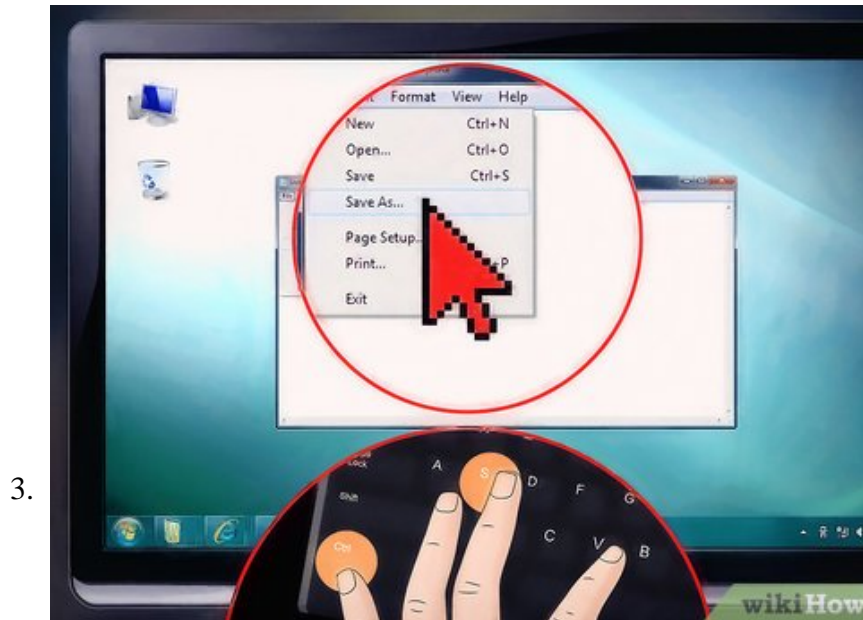 Format View Help
New Ctrl+N
Open... Ctrl+O
Save Ctrl+S
Save As...
Page Setup...
Print... +P
Exit
3.
Lock A S D F G
Shift
Ctrl C V B
wikiHow